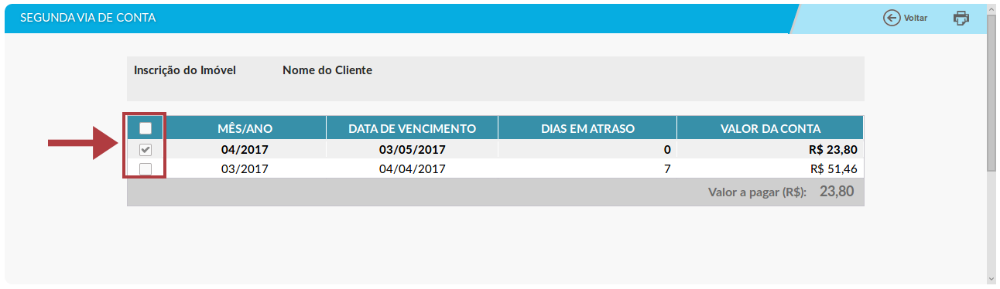 SEGUNDA VIA DE CONTA Voltar
Inscrição do Imóvel Nome do Cliente
MÊS/ANO DATA DE VENCIMENTO DIAS EM ATRASO VALOR DA CONTA
04/2017 03/05/2017 0 R$ 23,80
03/2017 04/04/2017 7 R$ 51,46
Valor a pagar (R$): 23,80